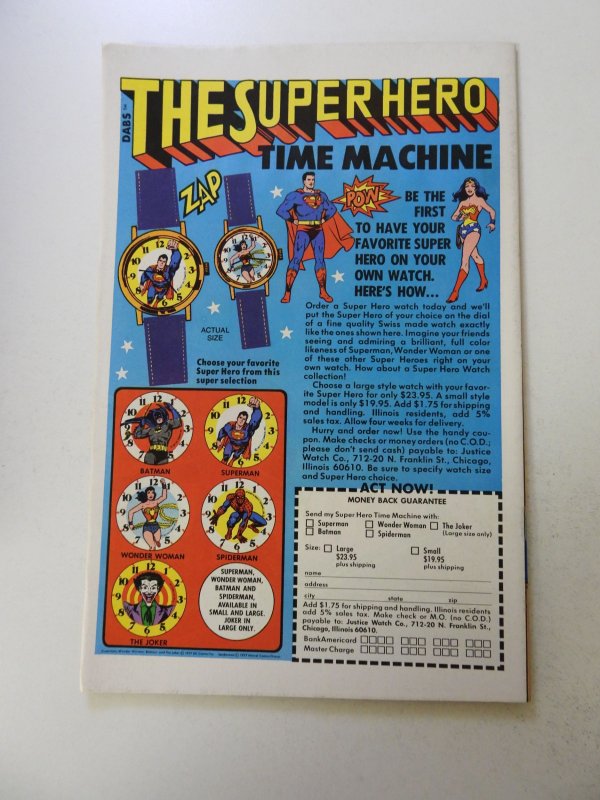 DABS™
THE SUPER HERO
TIME MACHINE
ZAP
POW
BE THE
FIRST
TO HAVE YOUR
FAVORITE SUPER
HERO ON YOUR
OWN WATCH.
HERE'S HOW...
ACTUAL
SIZE
Choose your favorite
Super Hero from this
super selection
BATMAN
SUPERMAN
WONDER WOMAN
SPIDERMAN
THE JOKER
SUPERMAN,
WONDER WOMAN,
BATMAN AND
SPIDERMAN,
AVAILABLE IN
SMALL AND LARGE.
JOKER IN
LARGE ONLY.
Order a Super Hero watch today and we'll
put the Super Hero of your choice on the dial
of a fine quality Swiss made watch exactly
like the ones shown here. Imagine your friends
seeing and admiring a brilliant, full color
likeness of Superman, Wonder Woman or one
of these other Super Heroes right on your
own watch. How about a Super Hero Watch
collection!
Choose a large style watch with your favor-
ite Super Hero for only $23.95. A small style
model is only $19.95. Add $1.75 for shipping
and handling. Illinois residents, add 5%
sales tax. Allow four weeks for delivery.
Hurry and order now! Use the handy cou-
pon. Make checks or money orders (no C.O.D.;
please don't send cash) payable to: Justice
Watch Co., 712-20 N. Franklin St., Chicago,
Illinois 60610. Be sure to specify watch size
and Super Hero choice.
ACT NOW!
MONEY BACK GUARANTEE
Send my Super Hero Time Machine with:
Superman Wonder Woman The Joker
Batman Spiderman (Large size only)
Size: Large Small
$23.95 $19.95
plus shipping plus shipping
name
address
city state zip
Add $1.75 for shipping and handling. Illinois residents
add 5% sales tax. Make check or M.O. (no C.O.D.)
payable to: Justice Watch Co., 712-20 N. Franklin St.,
Chicago, Illinois 60610.
BankAmericard
Master Charge